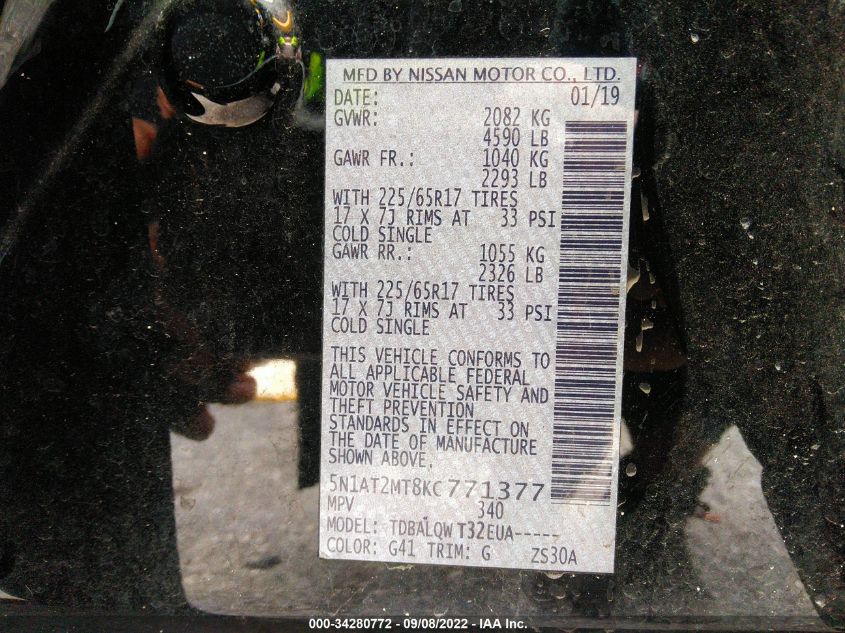 MFD BY NISSAN MOTOR CO., LTD.
DATE: 01/19
GVWR: 2082 KG
4590 LB
GAWR FR.: 1040 KG
2293 LB
WITH 225/65R17 TIRES
17 X 7J RIMS AT 33 PSI
COLD SINGLE
GAWR RR.: 1055 KG
2326 LB
WITH 225/65R17 TIRES
17 X 7J RIMS AT 33 PSI
COLD SINGLE
THIS VEHICLE CONFORMS TO
ALL APPLICABLE FEDERAL
MOTOR VEHICLE SAFETY AND
THEFT PREVENTION
STANDARDS IN EFFECT ON
THE DATE OF MANUFACTURE
SHOWN ABOVE.
5N1AT2MT8KC771377
MPV 340
MODEL: TDBALQW T32EUA-----
COLOR: G41 TRIM: G ZS30A
000-34280772 - 09/08/2022 - IAA Inc.